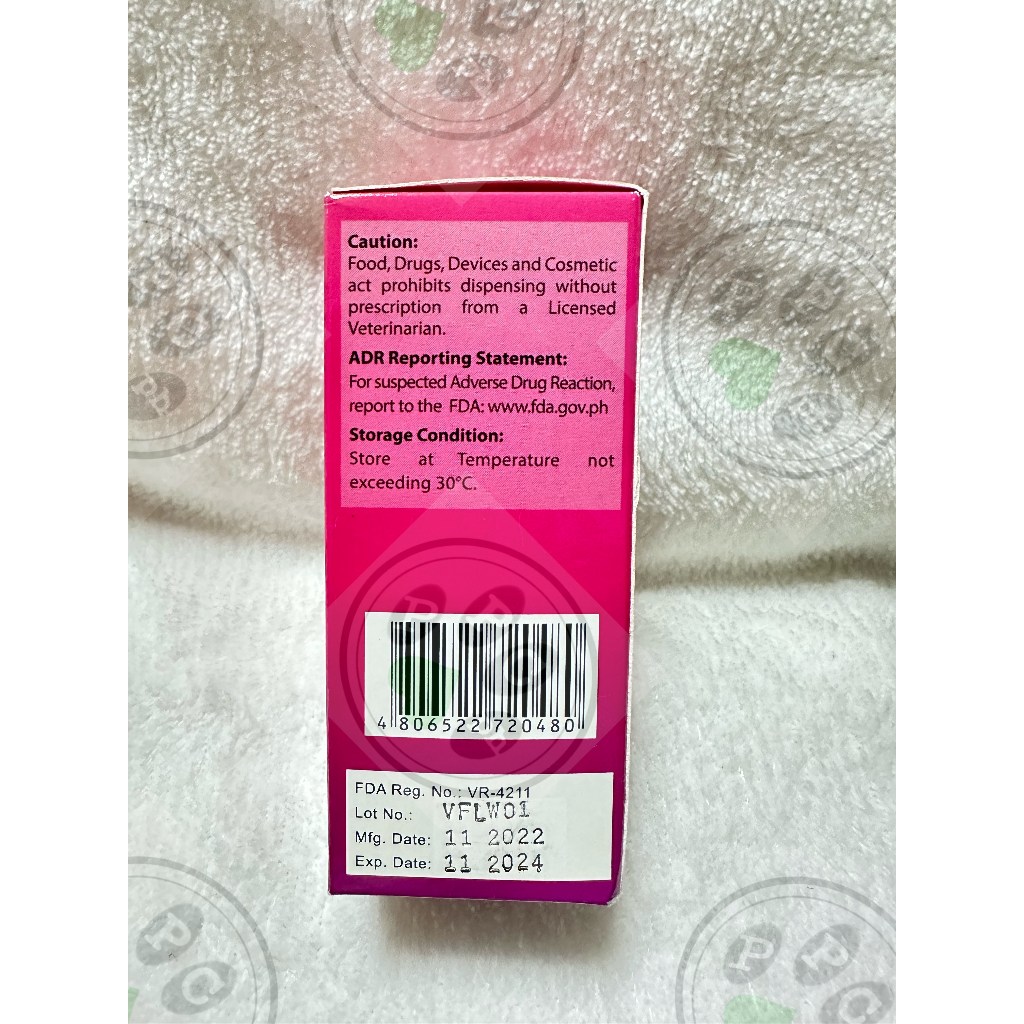 Caution:
Food, Drugs, Devices and Cosmetic
act prohibits dispensing without
prescription from a Licensed
Veterinarian.
ADR Reporting Statement:
For suspected Adverse Drug Reaction,
report to the FDA: www.fda.gov.ph
Storage Condition:
Store at Temperature not
exceeding 30°C.
4 806522 720480
FDA Reg. No.: VR-4211
Lot No.: VFLW01
Mfg. Date: 11 2022
Exp. Date: 11 2024